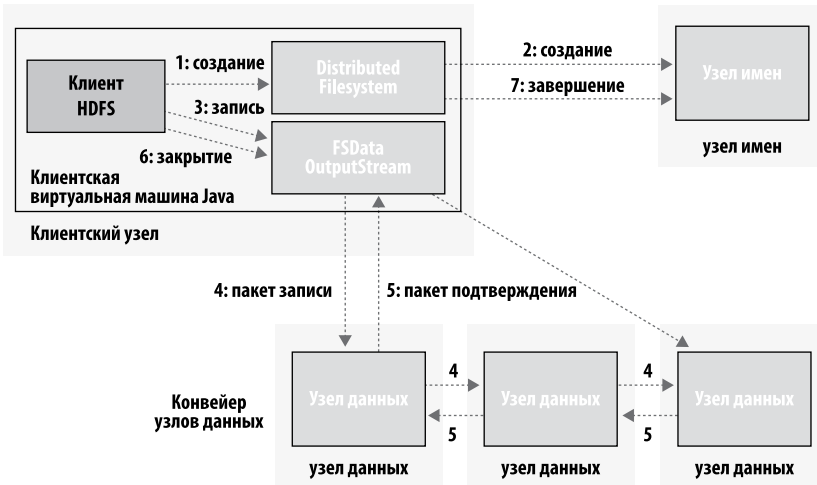 1: создание
Клиент
HDFS
Distributed
Filesystem
2: создание
7: завершение
Узел имен
узел имен
3: запись
6: закрытие
FSData
OutputStream
Клиентская
виртуальная машина Java
Клиентский узел
4: пакет записи
5: пакет подтверждения
Конвейер
узлов данных
Узел данных
4
5
Узел данных
4
5
Узел данных
узел данных
узел данных
узел данных